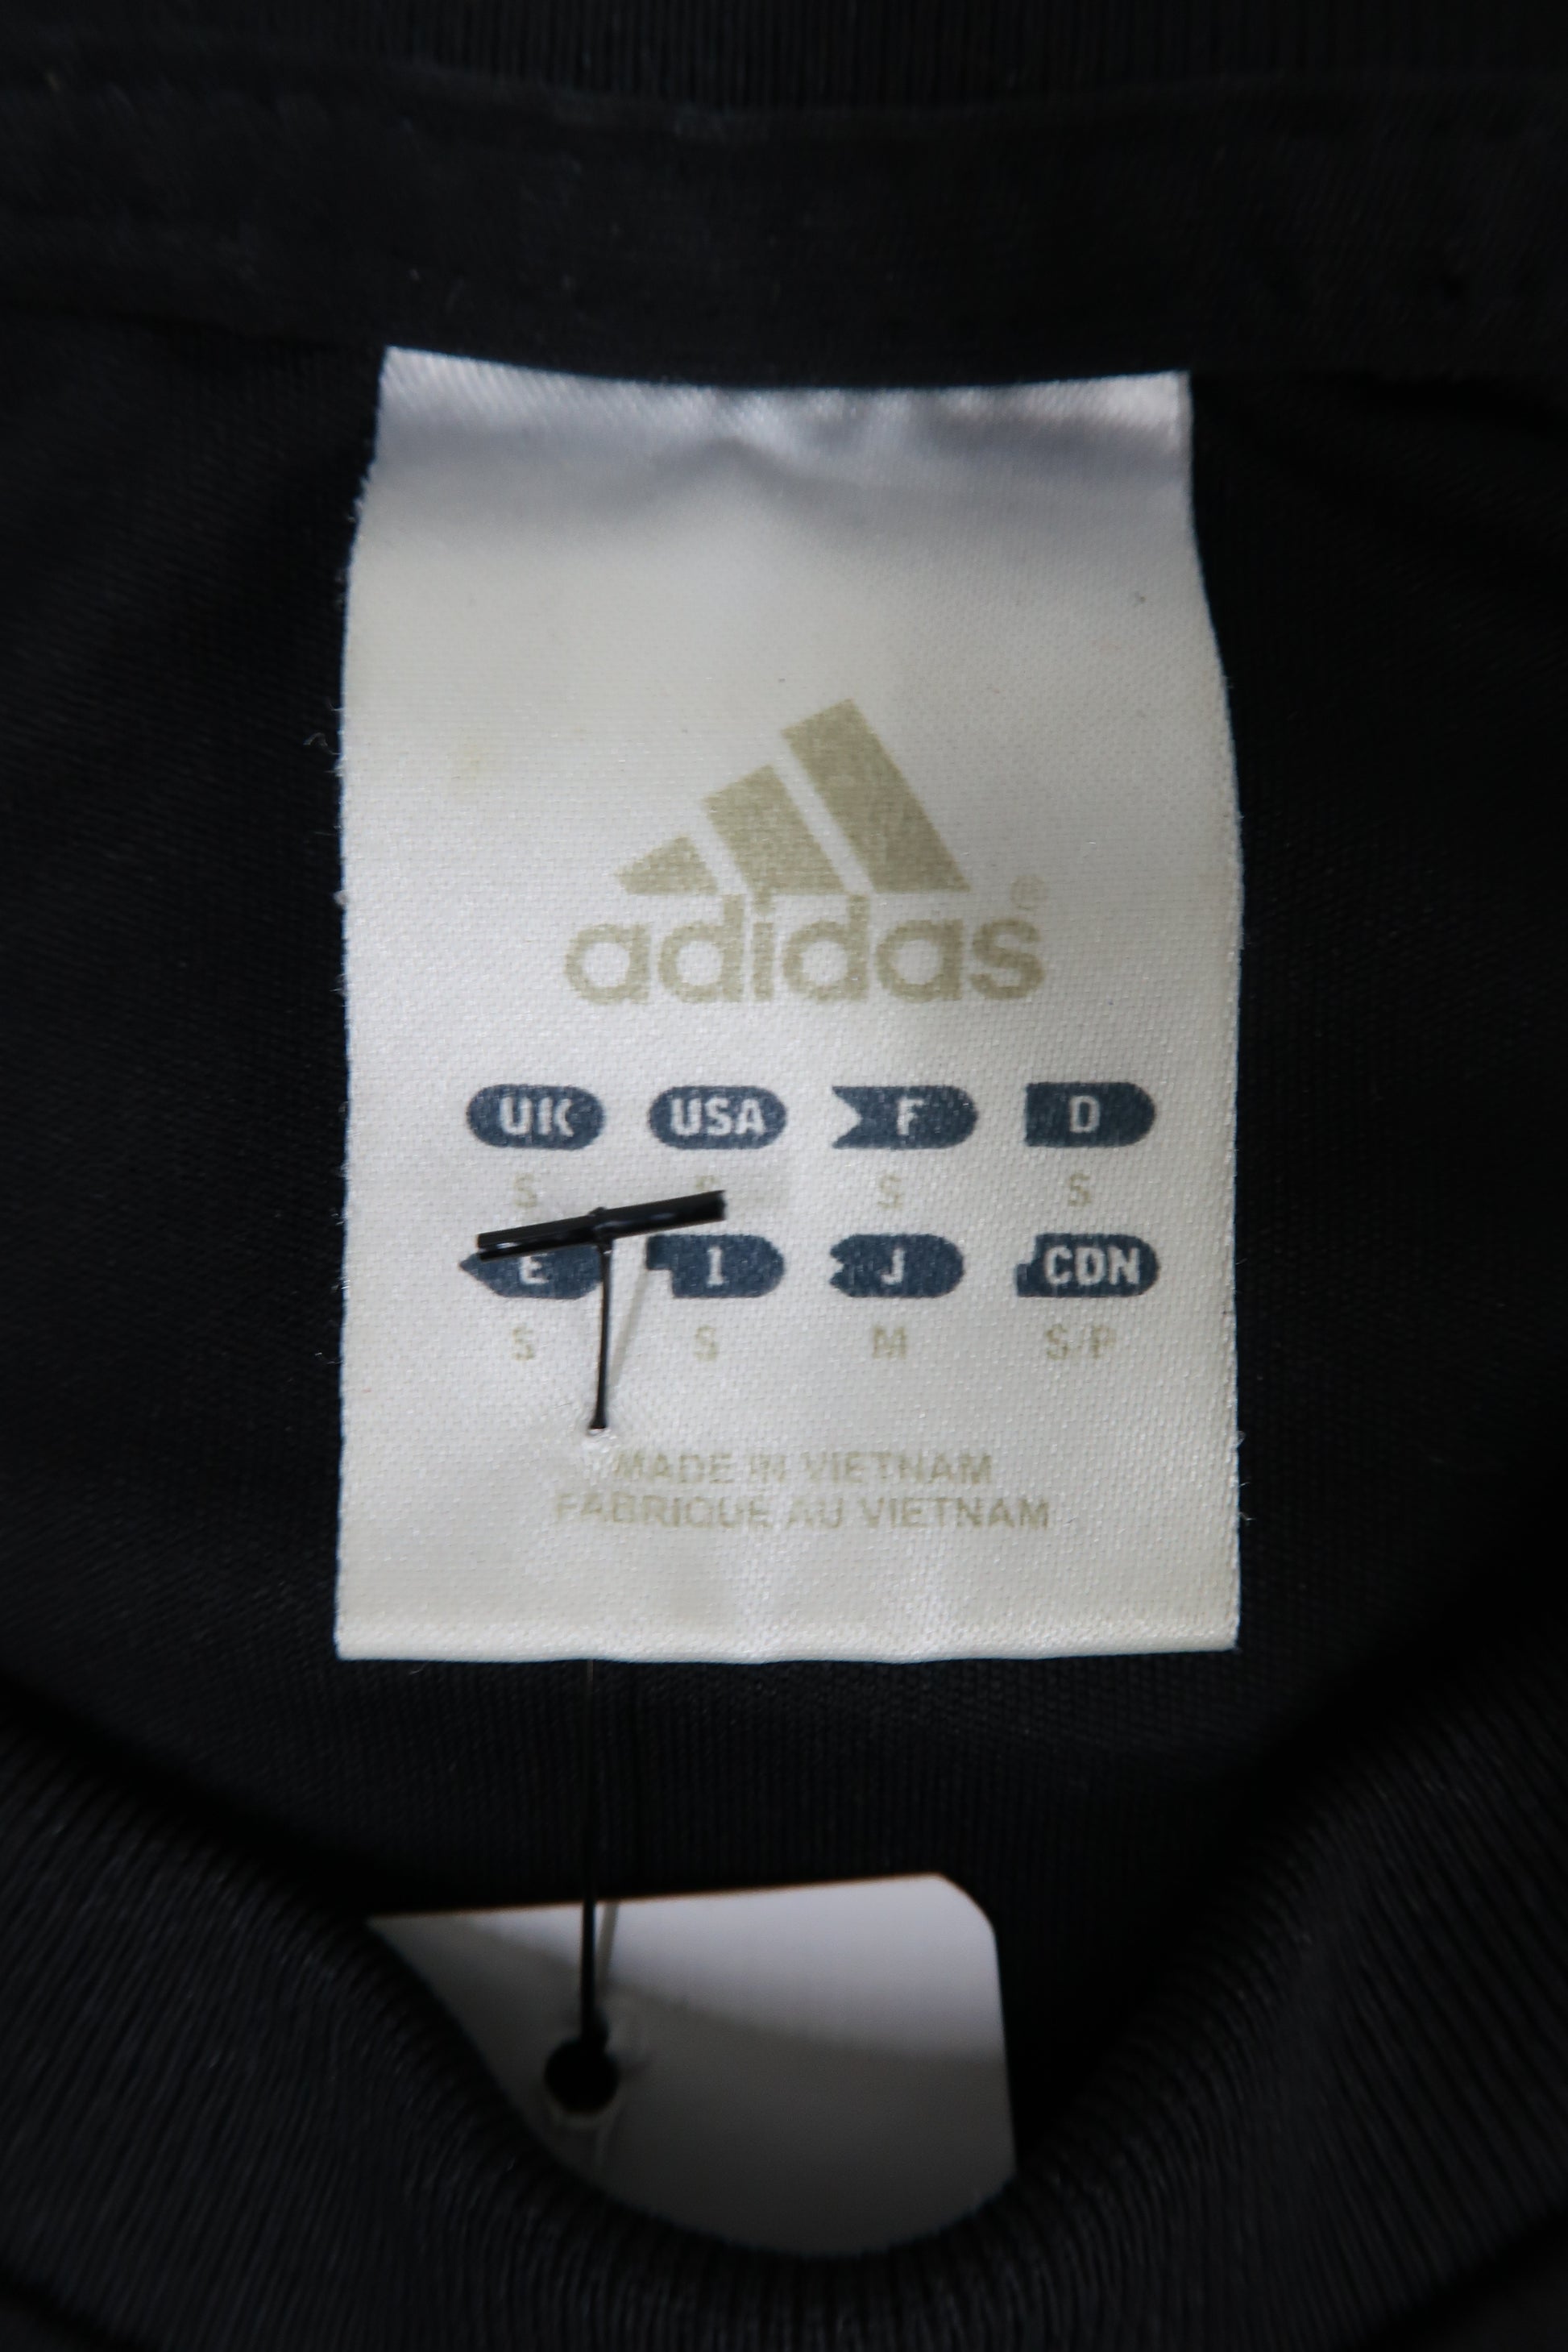 adidas®
UK USA F D
S S S S
E I J CDN
S S M S/P
MADE IN VIETNAM
FABRIQUE AU VIETNAM